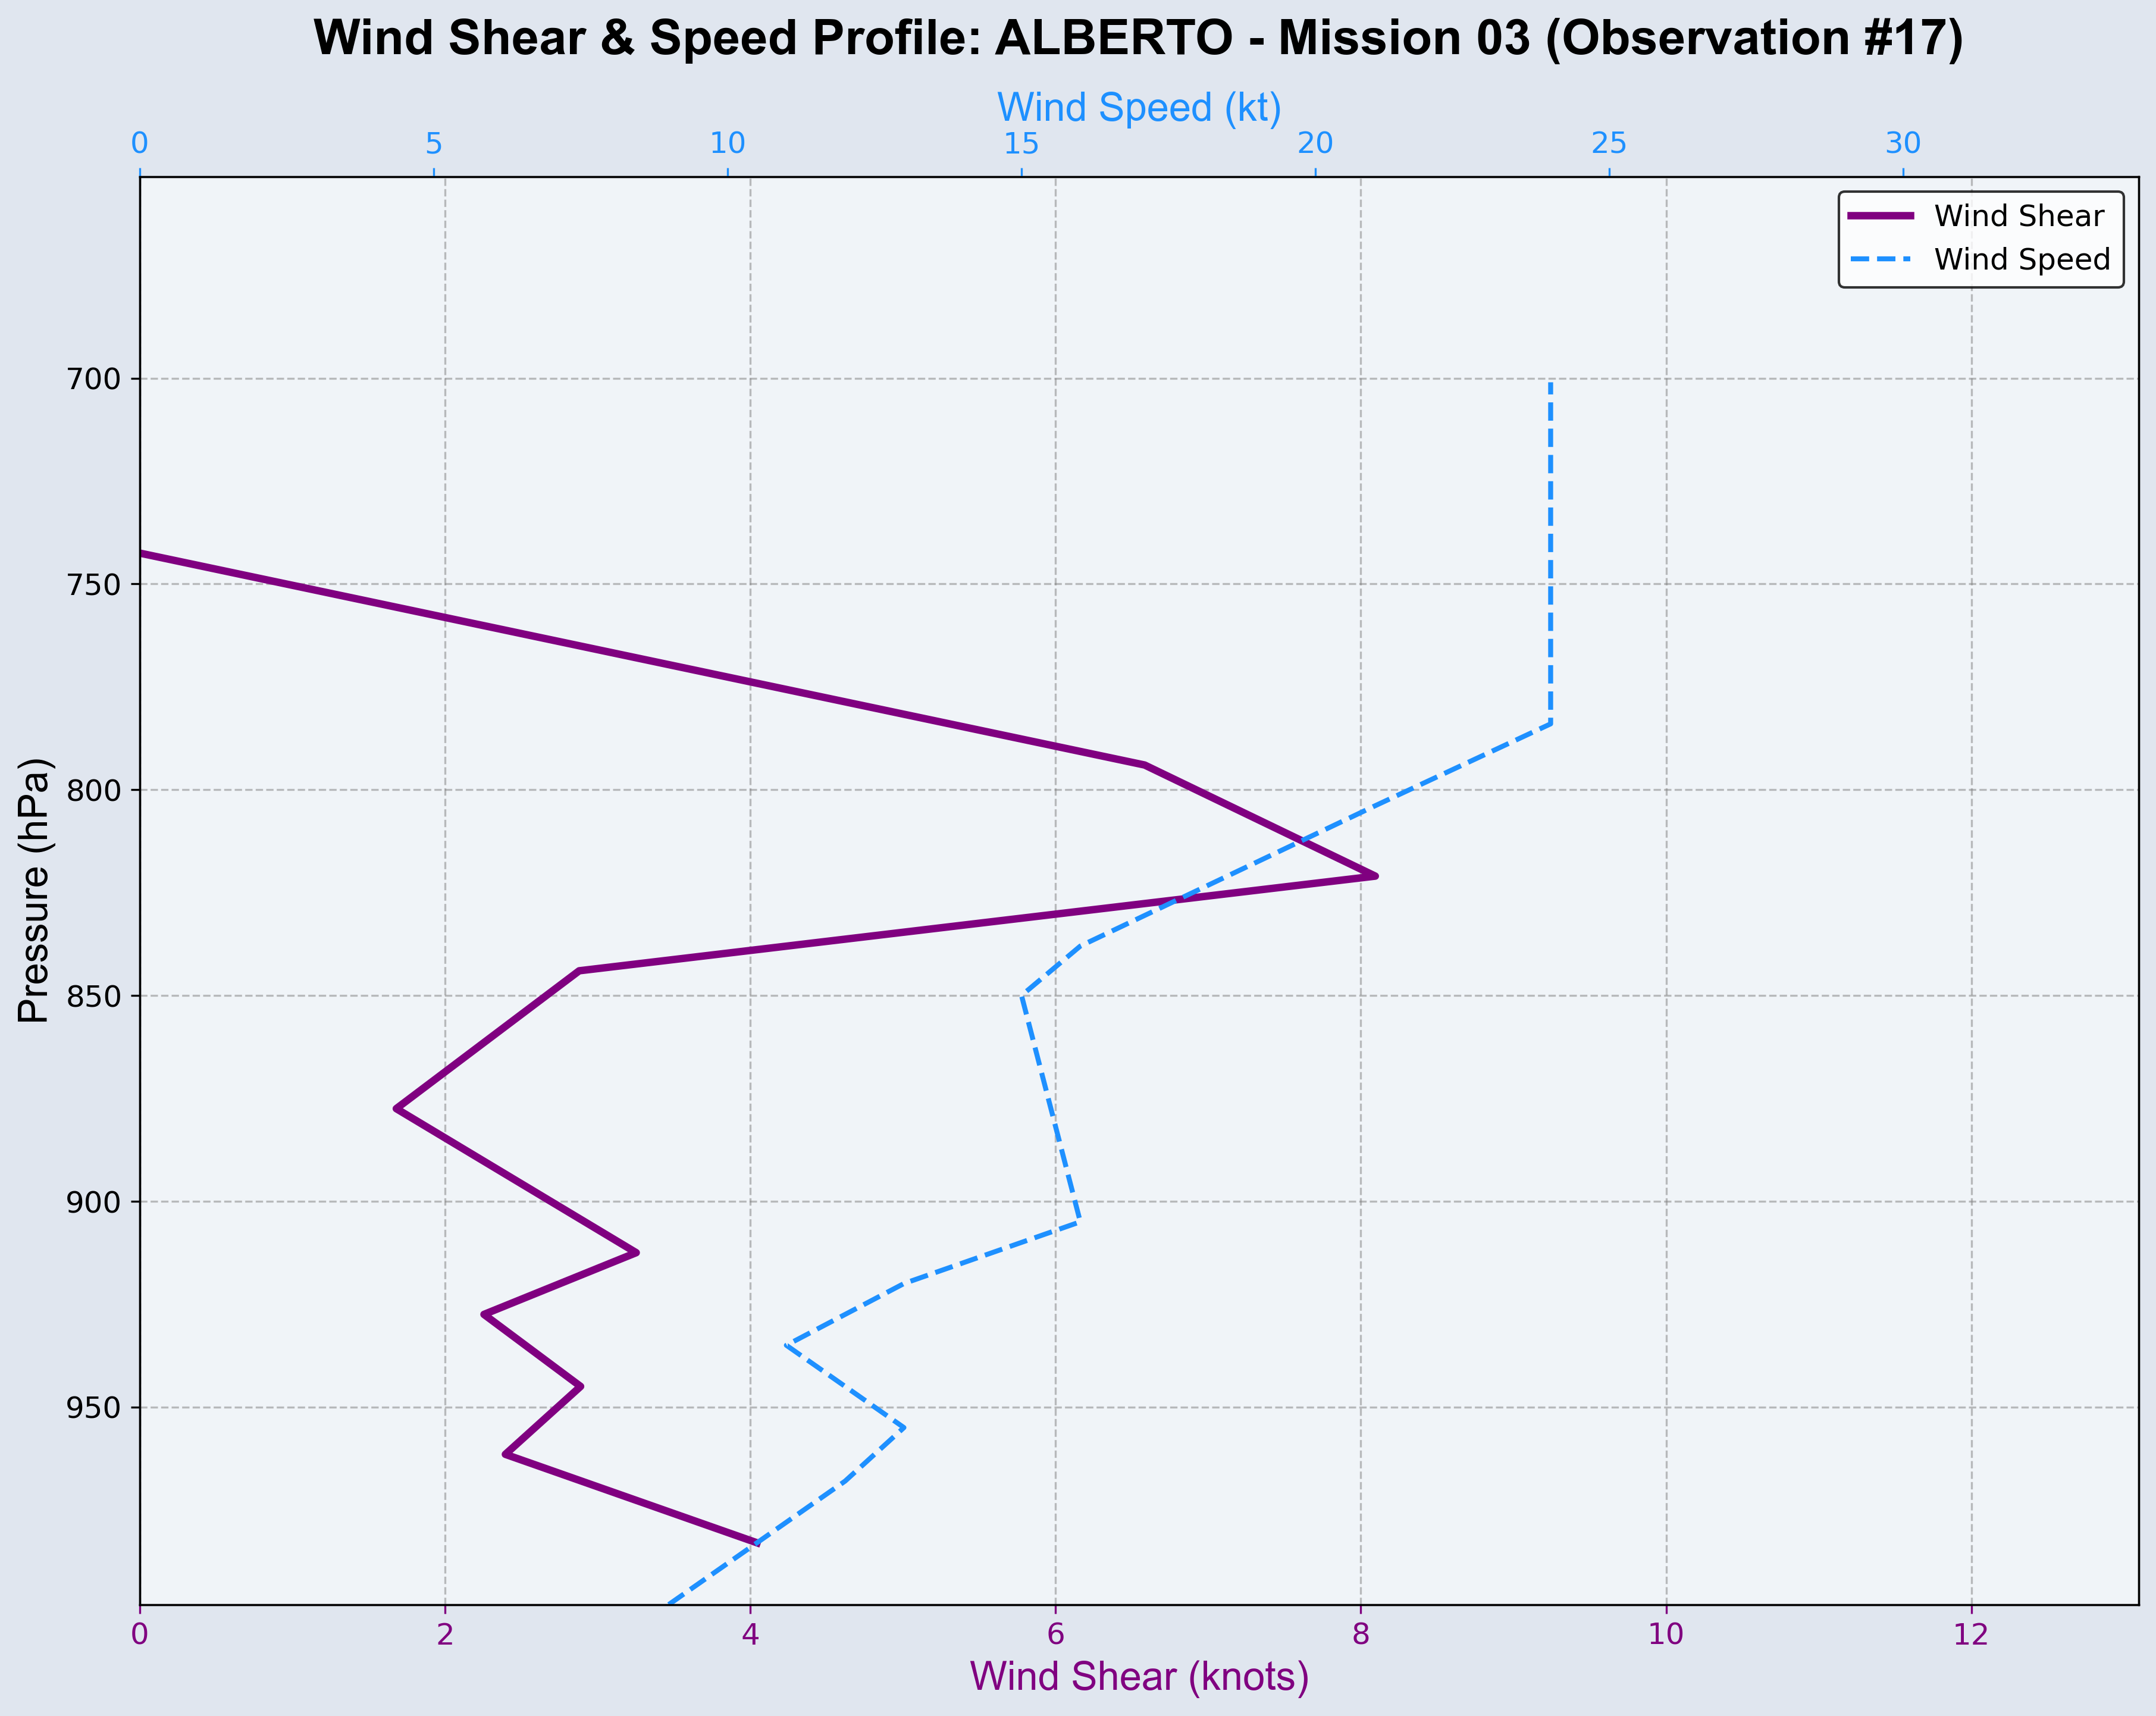 Wind Shear & Speed Profile: ALBERTO - Mission 03 (Observation #17)
Wind Speed (kt)
0 5 10 15 20 25 30
Wind Shear
Wind Speed
Pressure (hPa)
700
750
800
850
900
950
0 2 4 6 8 10 12
Wind Shear (knots)